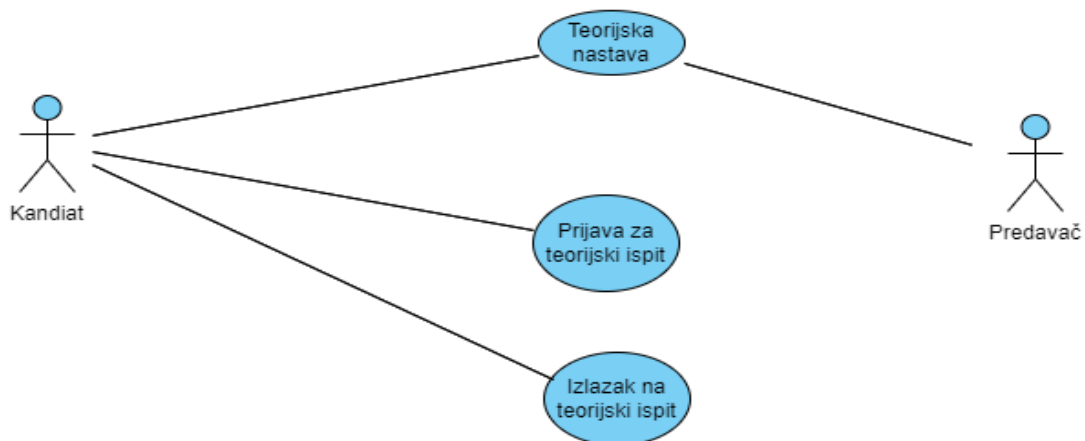 Teorijska
nastava
Kandiat
Predavač
Prijava za
teorijski ispit
Izlazak na
teorijski ispit